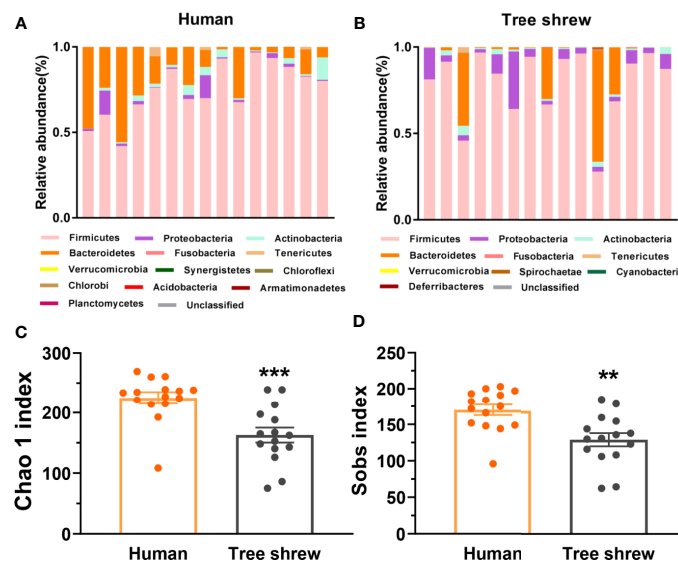 A
Human
B
Tree shrew
Relative abundance(%)
1.0
0.5
0.0
Relative abundance(%)
1.0
0.5
0.0
Firmicutes Proteobacteria Actinobacteria
Bacteroidetes Fusobacteria Tenericutes
Verrucomicrobia Synergistetes Chloroflexi
Chlorobi Acidobacteria Armatimonadetes
Planctomycetes Unclassified
Firmicutes Proteobacteria Actinobacteria
Bacteroidetes Fusobacteria Tenericutes
Verrucomicrobia Spirochaetae Cyanobacteri
Deferribacteres Unclassified
C
Chao 1 index
300
200
100
0
***
Human Tree shrew
D
Sobs index
250
200
150
100
50
0
**
Human Tree shrew